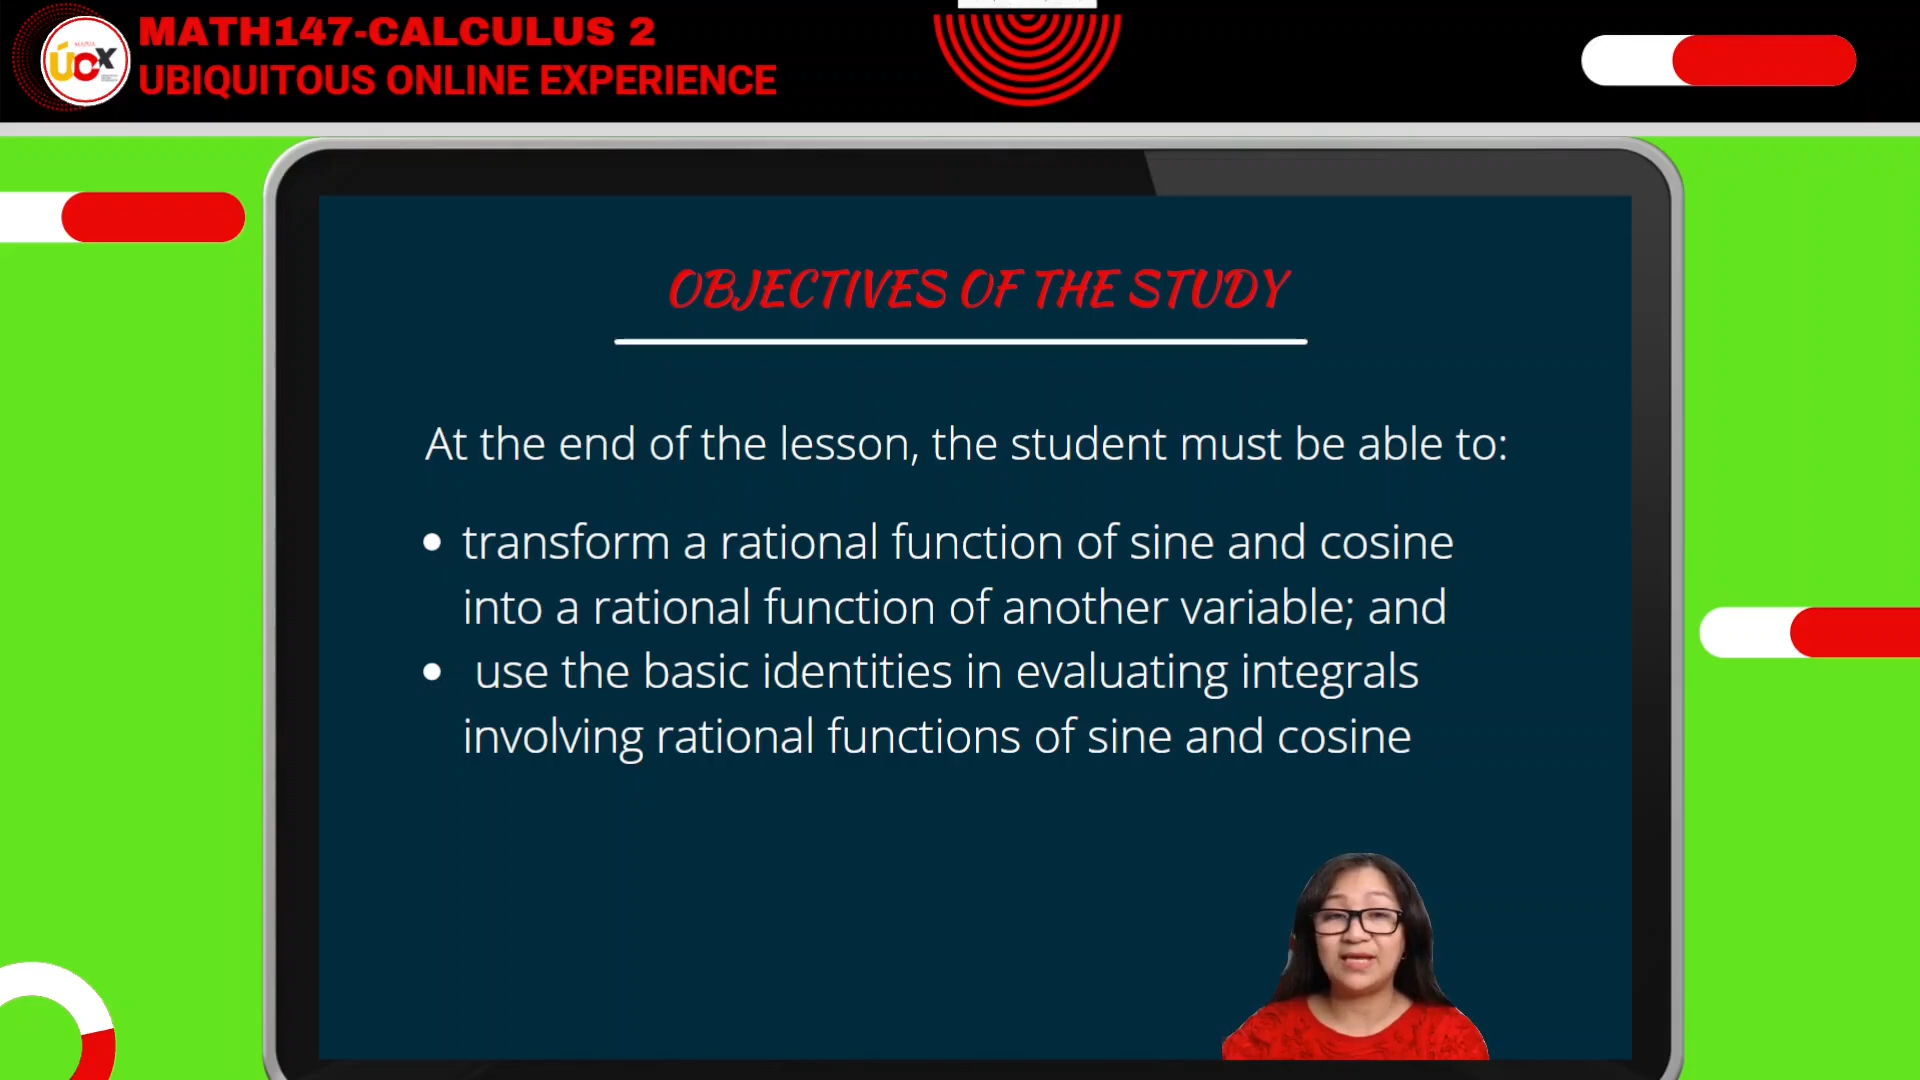 MAPÚA
ÚCX
MATH147-CALCULUS 2
UBIQUITOUS ONLINE EXPERIENCE
OBJECTIVES OF THE STUDY
At the end of the lesson, the student must be able to:
• transform a rational function of sine and cosine
into a rational function of another variable; and
• use the basic identities in evaluating integrals
involving rational functions of sine and cosine